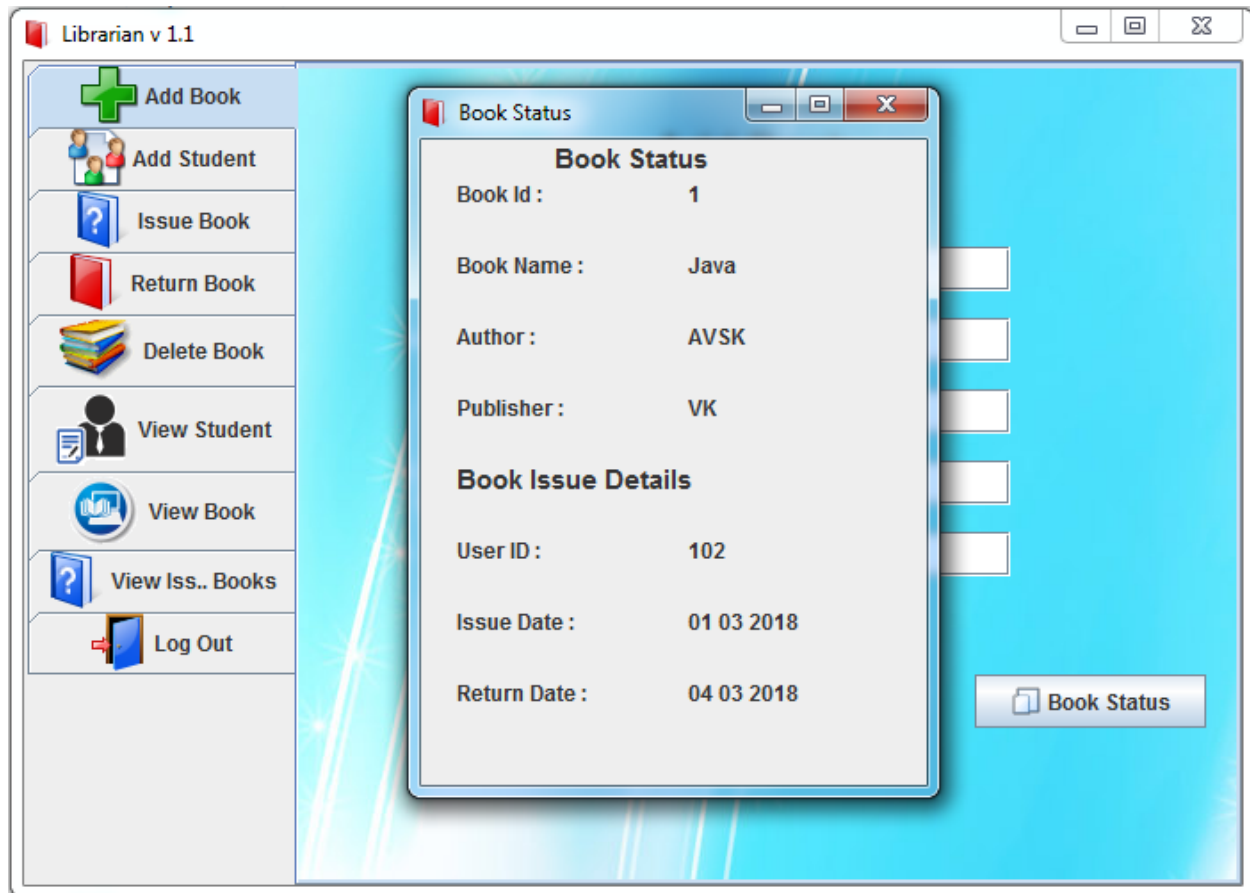 Librarian v 1.1
Add Book
Add Student
Issue Book
Return Book
Delete Book
View Student
View Book
View Iss.. Books
Log Out
Book Status
Book Status
Book Id : 1
Book Name : Java
Author : AVSK
Publisher : VK
Book Issue Details
User ID : 102
Issue Date : 01 03 2018
Return Date : 04 03 2018
Book Status